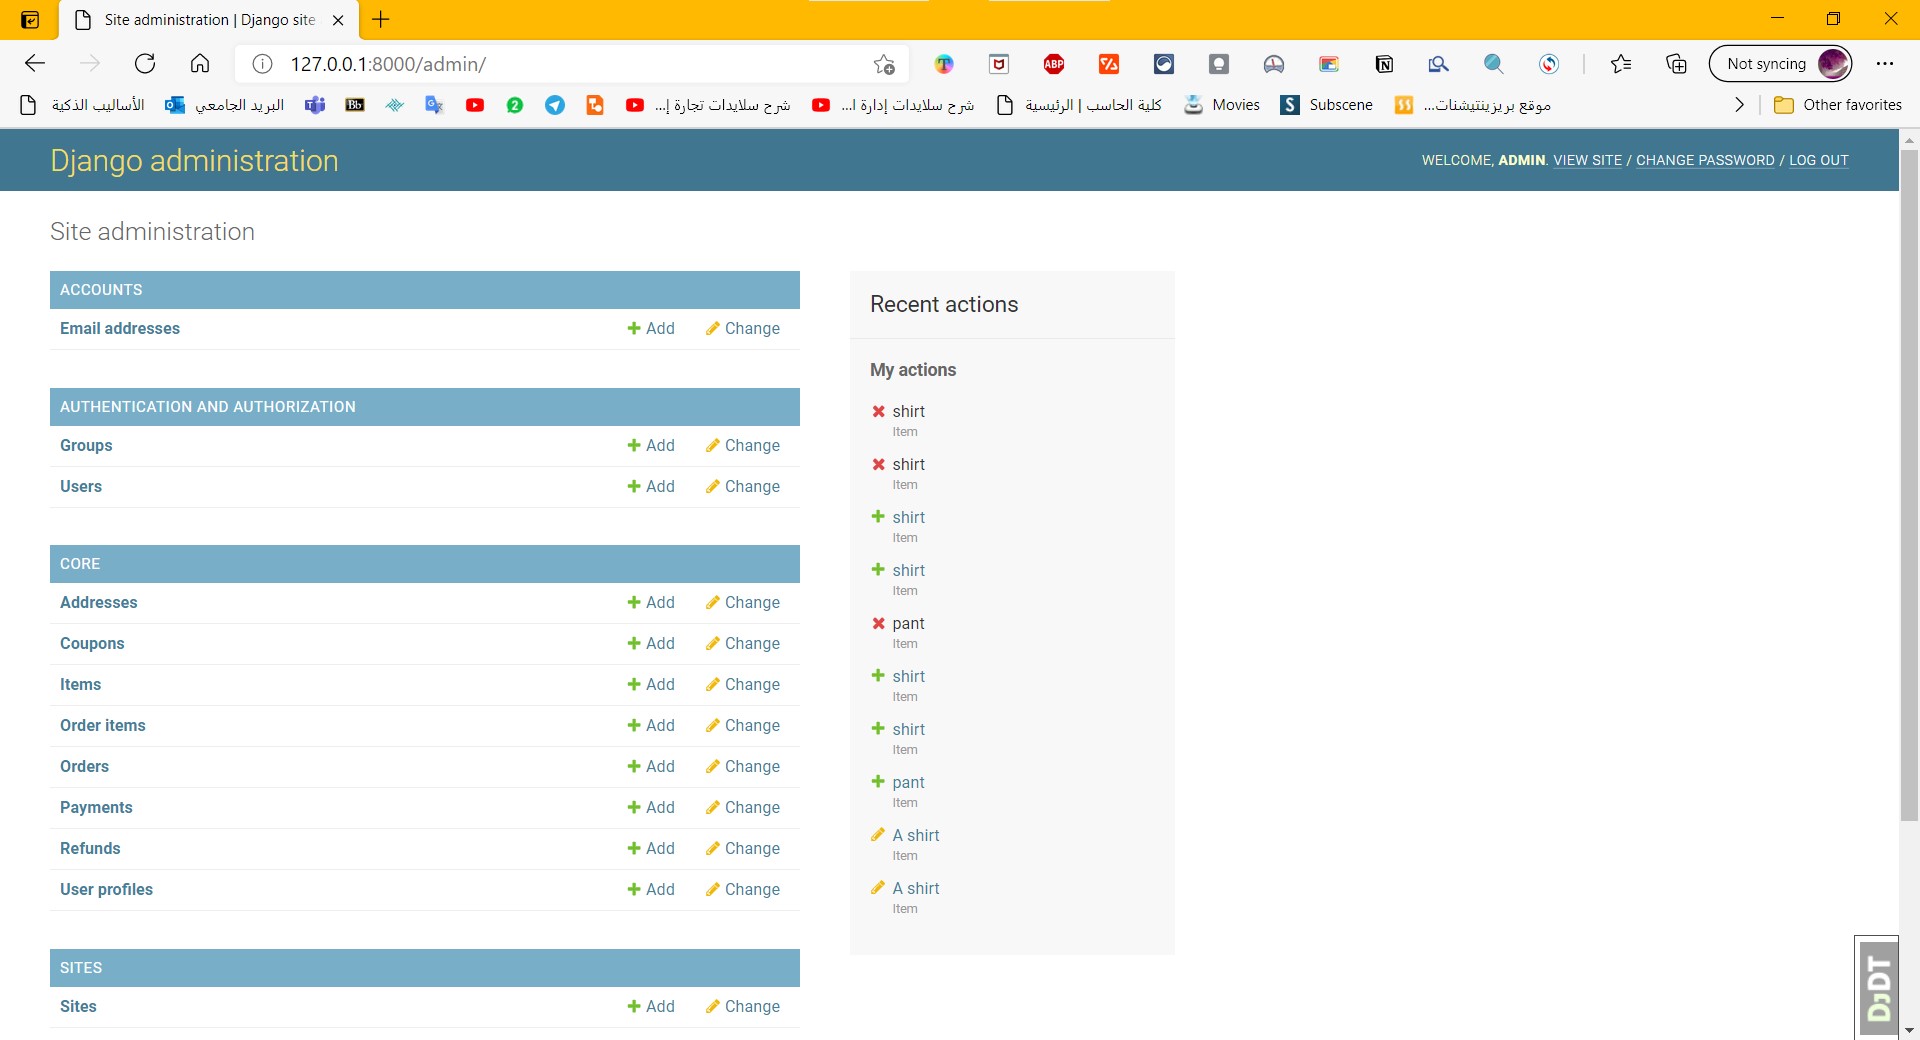 Site administration | Django site
127.0.0.1:8000/admin/
ABP
Not syncing
الأساليب الذكية
البريد الجامعي
Bb
2
شرح سلايدات تجارة إ...
شرح سلايدات إدارة ا...
كلية الحاسب | الرئيسية
Movies
S Subscene
موقع بريزينتيشنات...
Other favorites
Django administration
WELCOME, ADMIN. VIEW SITE / CHANGE PASSWORD / LOG OUT
Site administration
ACCOUNTS
Email addresses Add Change
AUTHENTICATION AND AUTHORIZATION
Groups Add Change
Users Add Change
CORE
Addresses Add Change
Coupons Add Change
Items Add Change
Order items Add Change
Orders Add Change
Payments Add Change
Refunds Add Change
User profiles Add Change
SITES
Sites Add Change
Recent actions
My actions
shirt
Item
shirt
Item
shirt
Item
shirt
Item
pant
Item
shirt
Item
shirt
Item
pant
Item
A shirt
Item
A shirt
Item
DJDT